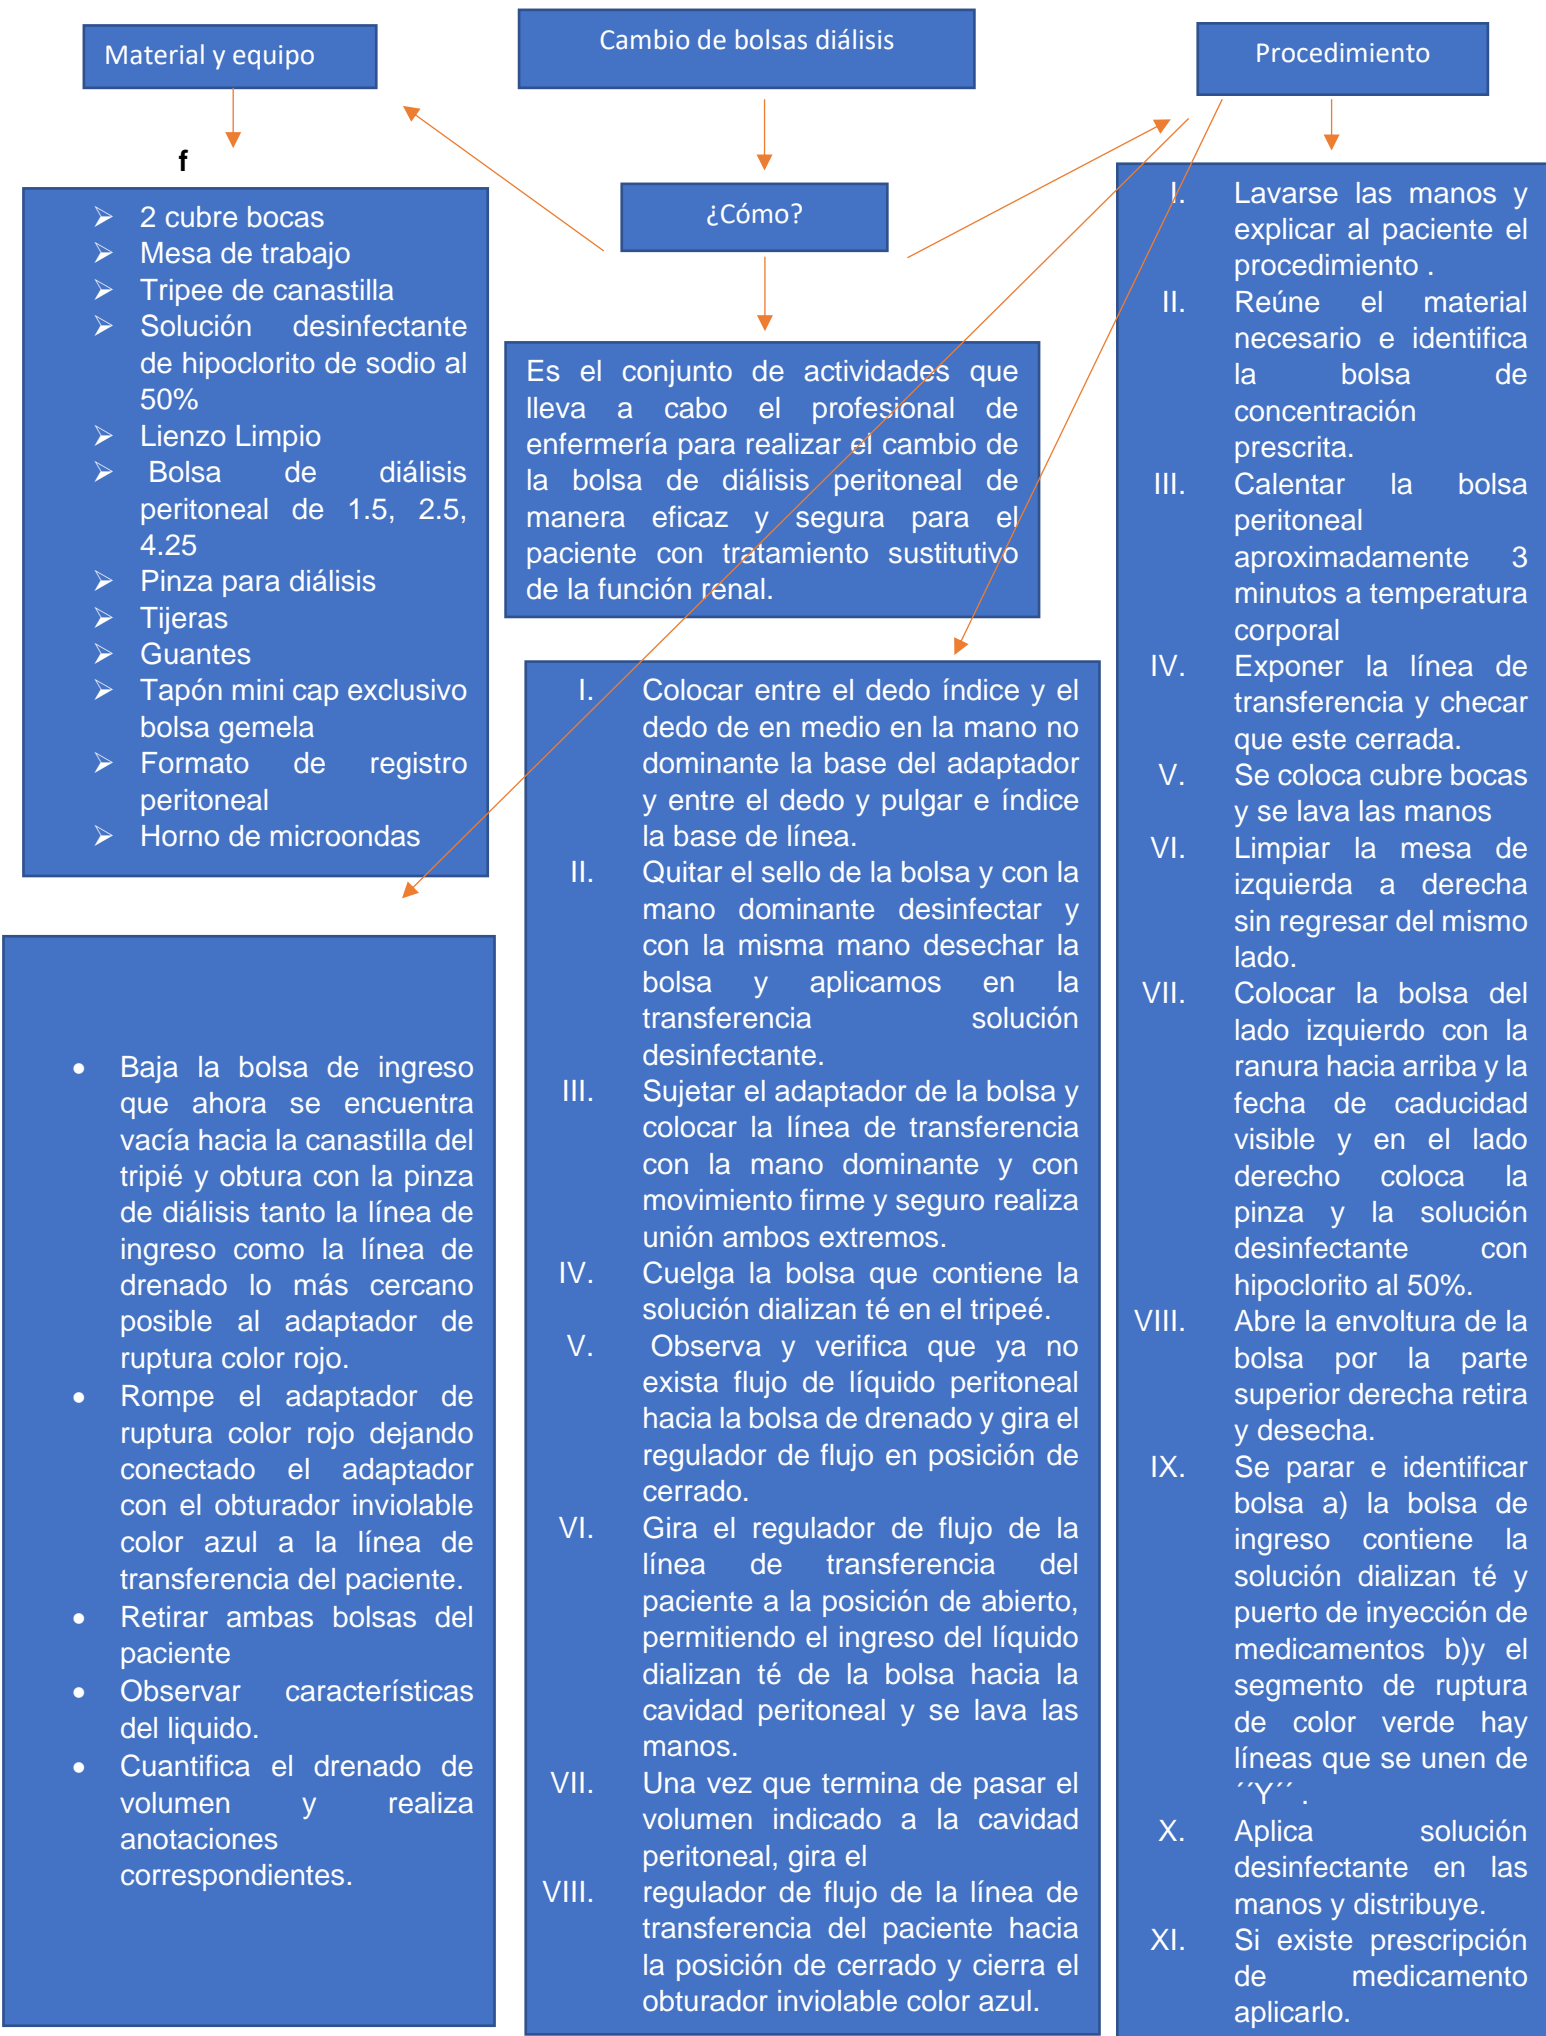 Material y equipo
Cambio de bolsas diálisis
Procedimiento
¿Cómo?
f
➢ 2 cubre bocas
➢ Mesa de trabajo
➢ Tripee de canastilla
➢ Solución desinfectante
de hipoclorito de sodio al
50%
➢ Lienzo Limpio
➢ Bolsa de diálisis
peritoneal de 1.5, 2.5,
4.25
➢ Pinza para diálisis
➢ Tijeras
➢ Guantes
➢ Tapón mini cap exclusivo
bolsa gemela
➢ Formato de registro
peritoneal
➢ Horno de microondas
Es el conjunto de actividades que
lleva a cabo el profesional de
enfermería para realizar el cambio de
la bolsa de diálisis peritoneal de
manera eficaz y segura para el
paciente con tratamiento sustitutivo
de la función renal.
I. Lavarse las manos y
explicar al paciente el
procedimiento .
II. Reúne el material
necesario e identifica
la bolsa de
concentración
prescrita.
III. Calentar la bolsa
peritoneal
aproximadamente 3
minutos a temperatura
corporal
IV. Exponer la línea de
transferencia y checar
que este cerrada.
V. Se coloca cubre bocas
y se lava las manos
VI. Limpiar la mesa de
izquierda a derecha
sin regresar del mismo
lado.
VII. Colocar la bolsa del
lado izquierdo con la
ranura hacia arriba y la
fecha de caducidad
visible y en el lado
derecho coloca la
pinza y la solución
desinfectante con
hipoclorito al 50%.
VIII. Abre la envoltura de la
bolsa por la parte
superior derecha retira
y desecha.
IX. Se parar e identificar
bolsa a) la bolsa de
ingreso contiene la
solución dializan té y
puerto de inyección de
medicamentos b)y el
segmento de ruptura
de color verde hay
líneas que se unen de
´´Y´´ .
X. Aplica solución
desinfectante en las
manos y distribuye.
XI. Si existe prescripción
de medicamento
aplicarlo.
I. Colocar entre el dedo índice y el
dedo de en medio en la mano no
dominante la base del adaptador
y entre el dedo y pulgar e índice
la base de línea.
II. Quitar el sello de la bolsa y con la
mano dominante desinfectar y
con la misma mano desechar la
bolsa y aplicamos en la
transferencia solución
desinfectante.
III. Sujetar el adaptador de la bolsa y
colocar la línea de transferencia
con la mano dominante y con
movimiento firme y seguro realiza
unión ambos extremos.
IV. Cuelga la bolsa que contiene la
solución dializan té en el tripeé.
V. Observa y verifica que ya no
exista flujo de líquido peritoneal
hacia la bolsa de drenado y gira el
regulador de flujo en posición de
cerrado.
VI. Gira el regulador de flujo de la
línea de transferencia del
paciente a la posición de abierto,
permitiendo el ingreso del líquido
dializan té de la bolsa hacia la
cavidad peritoneal y se lava las
manos.
VII. Una vez que termina de pasar el
volumen indicado a la cavidad
peritoneal, gira el
VIII. regulador de flujo de la línea de
transferencia del paciente hacia
la posición de cerrado y cierra el
obturador inviolable color azul.
• Baja la bolsa de ingreso
que ahora se encuentra
vacía hacia la canastilla del
tripié y obtura con la pinza
de diálisis tanto la línea de
ingreso como la línea de
drenado lo más cercano
posible al adaptador de
ruptura color rojo.
• Rompe el adaptador de
ruptura color rojo dejando
conectado el adaptador
con el obturador inviolable
color azul a la línea de
transferencia del paciente.
• Retirar ambas bolsas del
paciente
• Observar características
del liquido.
• Cuantifica el drenado de
volumen y realiza
anotaciones
correspondientes.